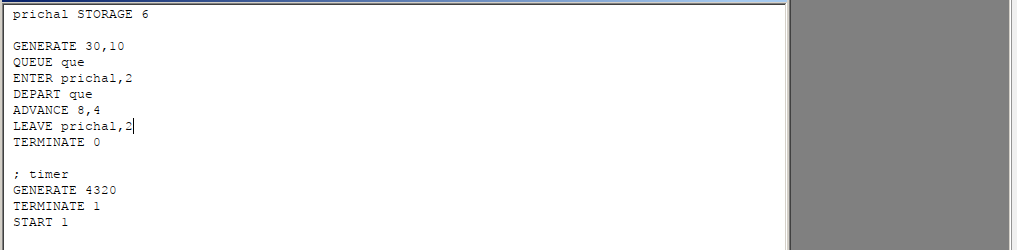 prichal STORAGE 6
GENERATE 30,10
QUEUE que
ENTER prichal,2
DEPART que
ADVANCE 8,4
LEAVE prichal,2
TERMINATE 0
; timer
GENERATE 4320
TERMINATE 1
START 1